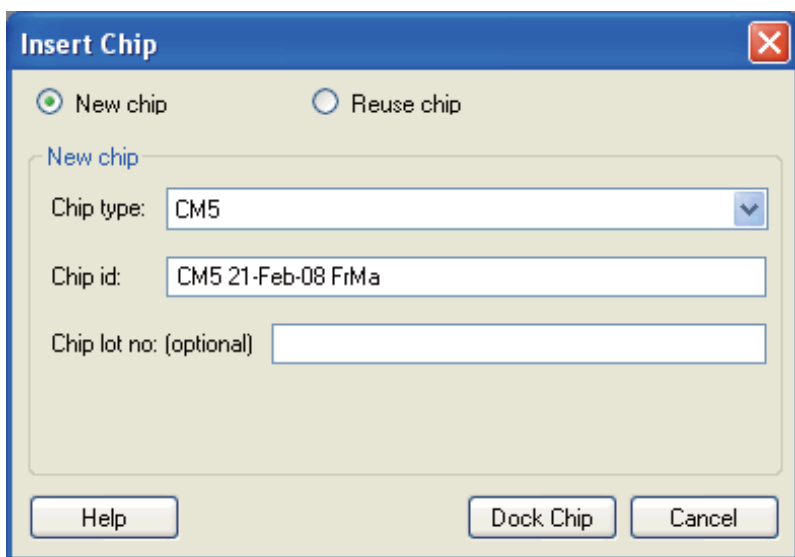 Insert Chip
New chip Reuse chip
New chip
Chip type: CM5
Chip id: CM5 21-Feb-08 FrMa
Chip lot no: (optional)
Help Dock Chip Cancel